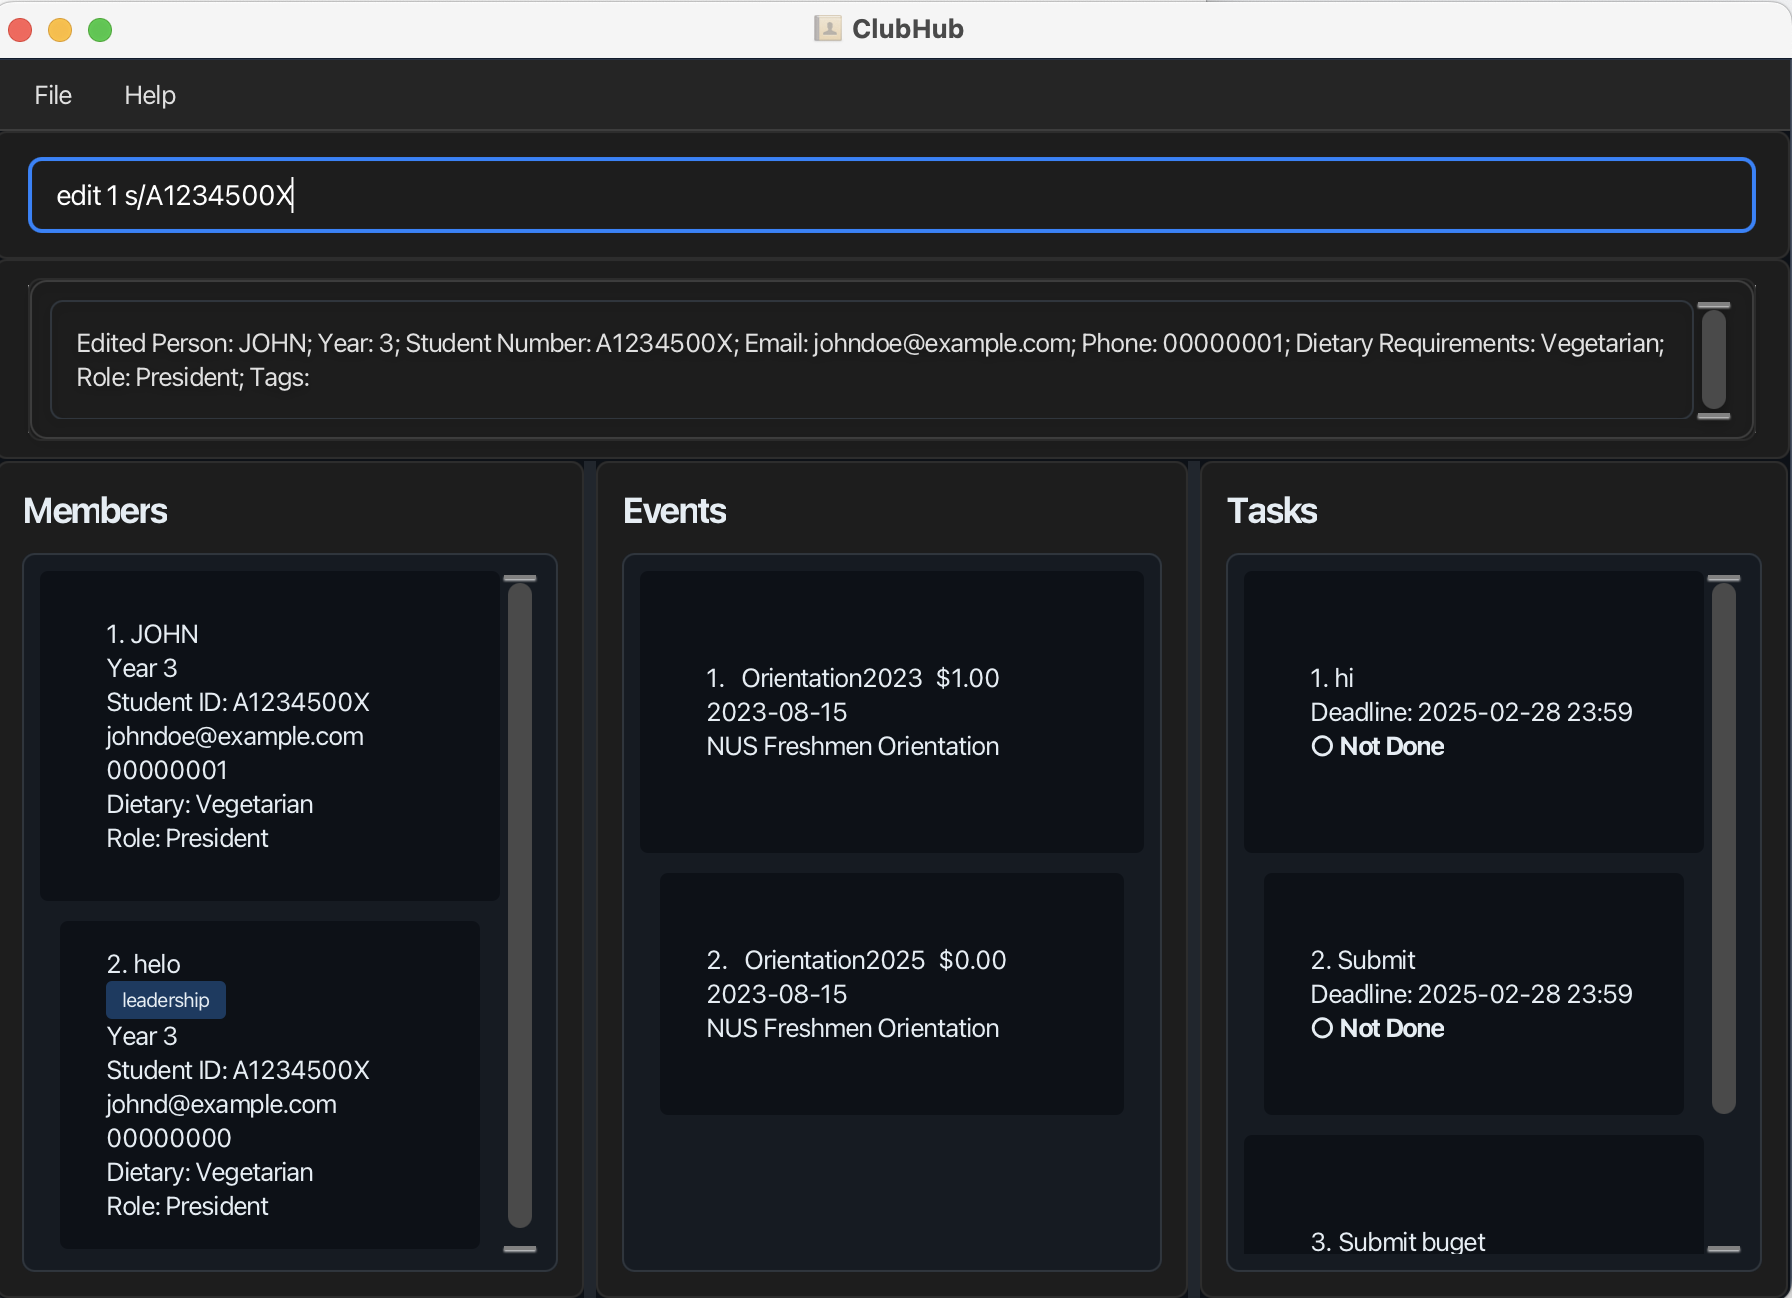 ClubHub
File Help
edit 1 s/A1234500X
Edited Person: JOHN; Year: 3; Student Number: A1234500X; Email: johndoe@example.com; Phone: 00000001; Dietary Requirements: Vegetarian;
Role: President; Tags:
Members
1. JOHN
Year 3
Student ID: A1234500X
johndoe@example.com
00000001
Dietary: Vegetarian
Role: President
2. helo
leadership
Year 3
Student ID: A1234500X
johnd@example.com
00000000
Dietary: Vegetarian
Role: President
Events
1. Orientation2023 $1.00
2023-08-15
NUS Freshmen Orientation
2. Orientation2025 $0.00
2023-08-15
NUS Freshmen Orientation
Tasks
1. hi
Deadline: 2025-02-28 23:59
Not Done
2. Submit
Deadline: 2025-02-28 23:59
Not Done
3. Submit buget